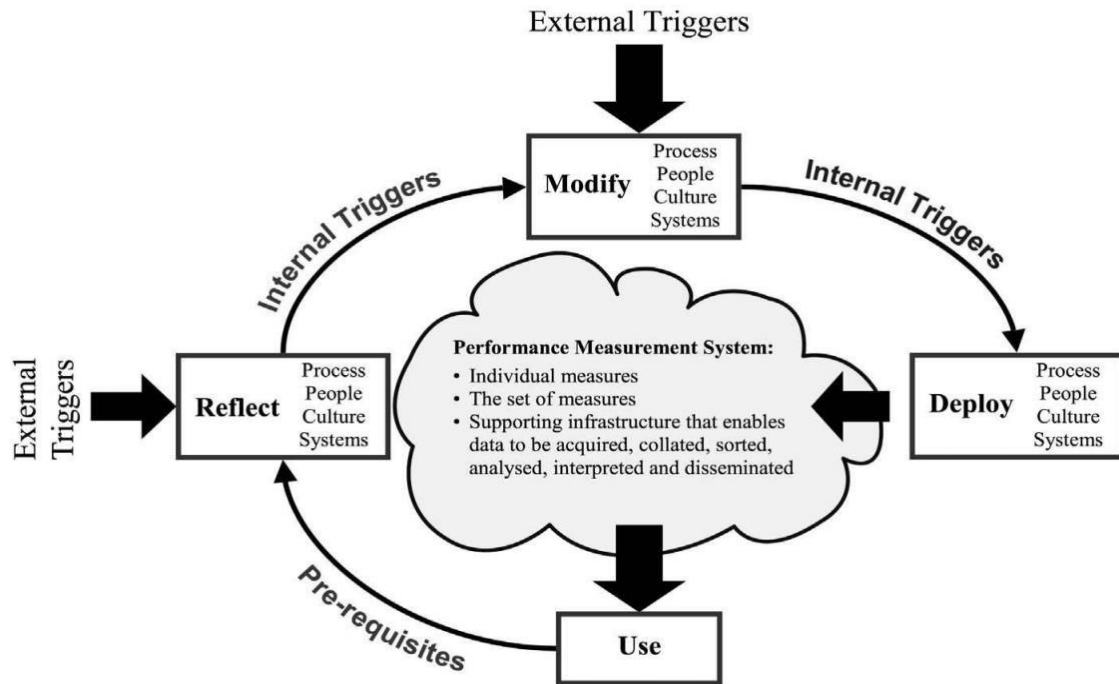 External Triggers
Modify
Process
People
Culture
Systems
Internal Triggers
Internal Triggers
External
Triggers
Reflect
Process
People
Culture
Systems
Performance Measurement System:
• Individual measures
• The set of measures
• Supporting infrastructure that enables
data to be acquired, collated, sorted,
analysed, interpreted and disseminated
Deploy
Process
People
Culture
Systems
Pre-requisites
Use